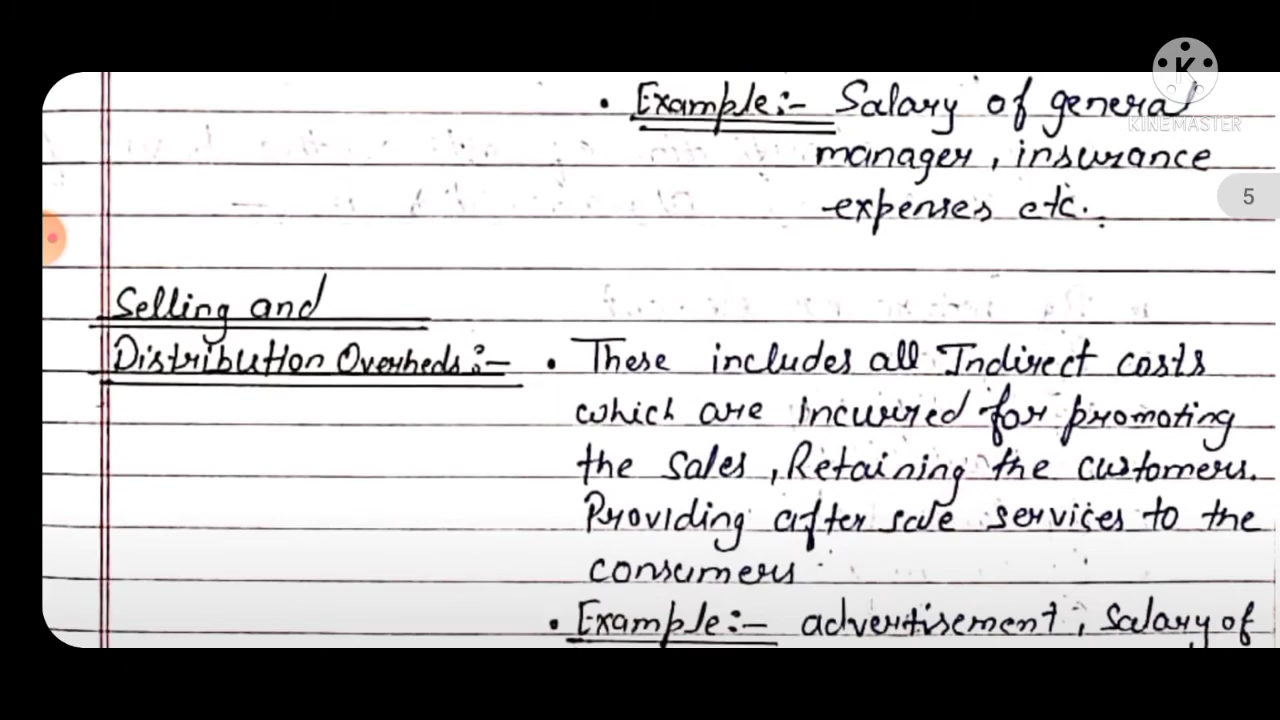 • Example:- Salary of general
KINEMASTER
manager, insurance
5
expenses etc.
Selling and
Distribution Overheds:- • These includes all Indirect costs
which are incurred for promoting
the sales, Retaining the customers.
Providing after sale services to the
consumers
• Example:- advertisement, Salary of